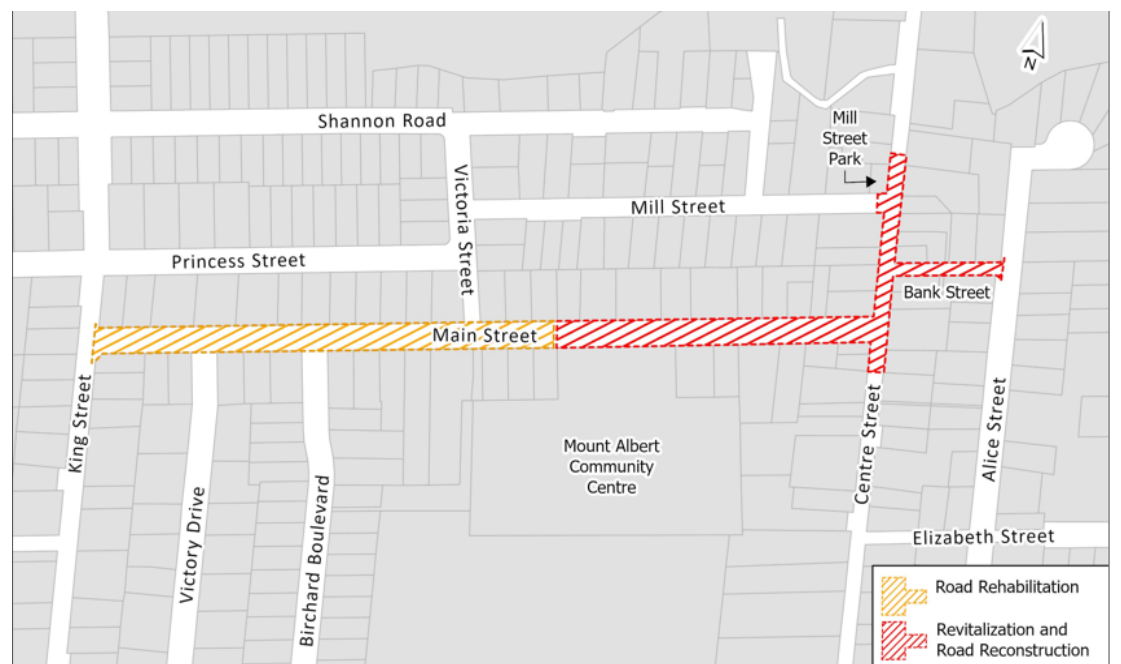 N
Mill
Street
Park
Shannon Road
Victoria Street
Mill Street
Princess Street
Bank Street
Main Street
King Street
Victory Drive
Birchard Boulevard
Mount Albert
Community
Centre
Centre Street
Alice Street
Elizabeth Street
Road Rehabilitation
Revitalization and
Road Reconstruction